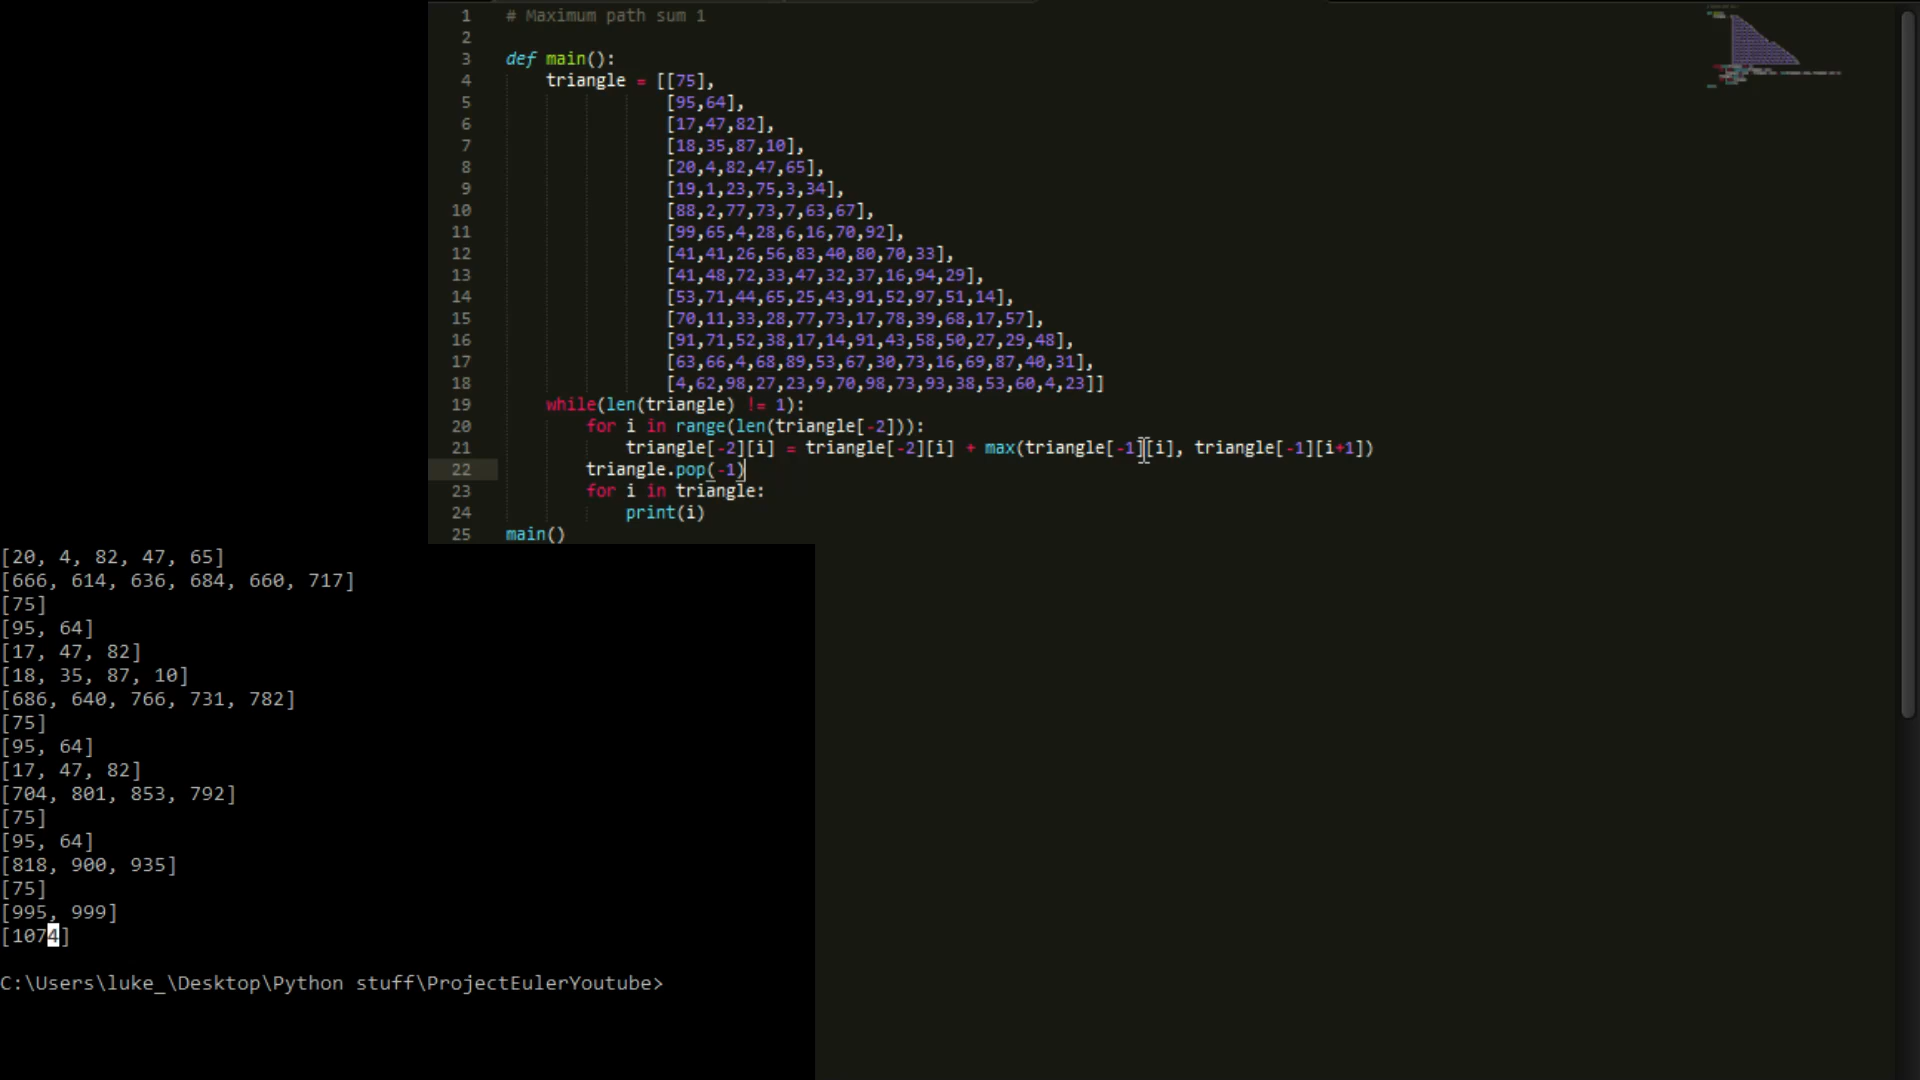 1 # Maximum path sum 1
2
3 def main():
4 triangle = [[75],
5 [95,64],
6 [17,47,82],
7 [18,35,87,10],
8 [20,4,82,47,65],
9 [19,1,23,75,3,34],
10 [88,2,77,73,7,63,67],
11 [99,65,4,28,6,16,70,92],
12 [41,41,26,56,83,40,80,70,33],
13 [41,48,72,33,47,32,37,16,94,29],
14 [53,71,44,65,25,43,91,52,97,51,14],
15 [70,11,33,28,77,73,17,78,39,68,17,57],
16 [91,71,52,38,17,14,91,43,58,50,27,29,48],
17 [63,66,4,68,89,53,67,30,73,16,69,87,40,31],
18 [4,62,98,27,23,9,70,98,73,93,38,53,60,4,23]]
19 while(len(triangle) != 1):
20 for i in range(len(triangle[-2])):
21 triangle[-2][i] = triangle[-2][i] + max(triangle[-1][i], triangle[-1][i+1])
22 triangle.pop(-1)
23 for i in triangle:
24 print(i)
25 main()
[20, 4, 82, 47, 65]
[666, 614, 636, 684, 660, 717]
[75]
[95, 64]
[17, 47, 82]
[18, 35, 87, 10]
[686, 640, 766, 731, 782]
[75]
[95, 64]
[17, 47, 82]
[704, 801, 853, 792]
[75]
[95, 64]
[818, 900, 935]
[75]
[995, 999]
[1074]
C:\Users\luke_\Desktop\Python stuff\ProjectEulerYoutube>